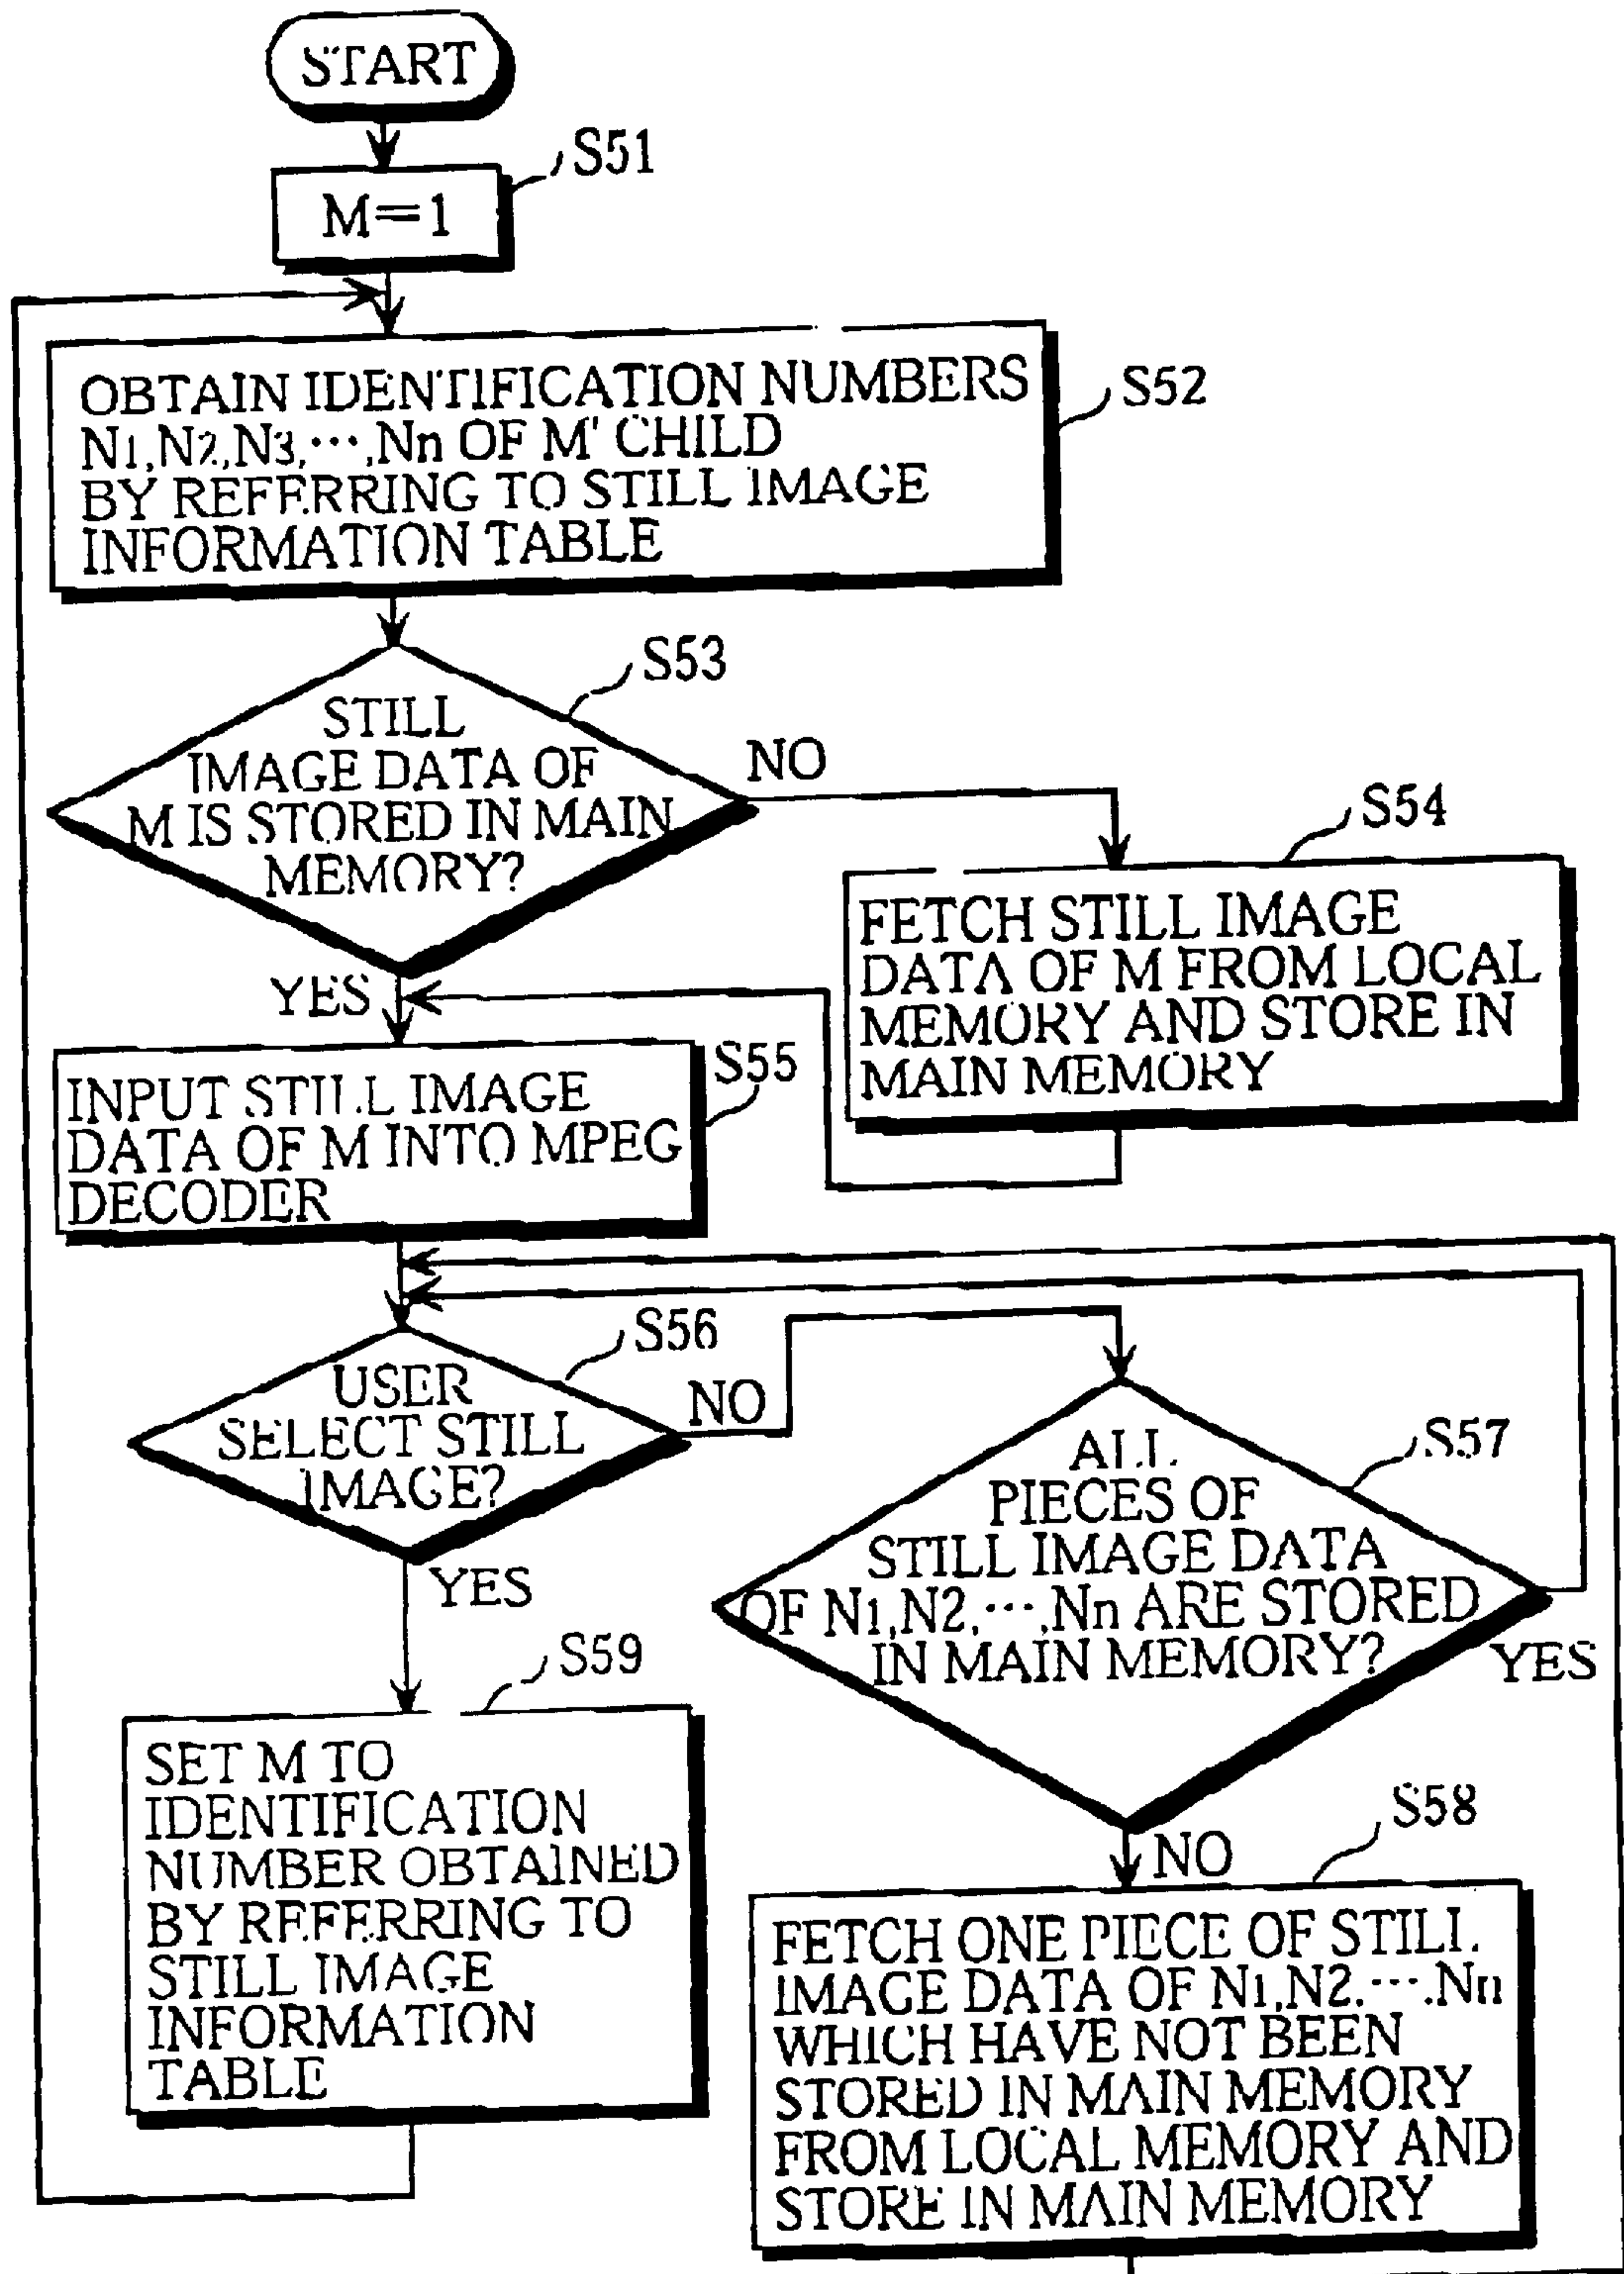 START
S51
M=1
OBTAIN IDENTIFICATION NUMBERS
N1,N2,N3,…,Nn OF M' CHILD
BY REFERRING TO STILL IMAGE
INFORMATION TABLE
S52
S53
STILL
IMAGE DATA OF
M IS STORED IN MAIN
MEMORY?
NO
YES
S54
FETCH STILL IMAGE
DATA OF M FROM LOCAL
MEMORY AND STORE IN
MAIN MEMORY
S55
INPUT STILL IMAGE
DATA OF M INTO MPEG
DECODER
S56
USER
SELECT STILL
IMAGE?
NO
YES
S57
ALL
PIECES OF
STILL IMAGE DATA
OF N1,N2,…,Nn ARE STORED
IN MAIN MEMORY?
YES
NO
S59
SET M TO
IDENTIFICATION
NUMBER OBTAINED
BY REFERRING TO
STILL IMAGE
INFORMATION
TABLE
S58
FETCH ONE PIECE OF STILL
IMAGE DATA OF N1,N2,…,Nn
WHICH HAVE NOT BEEN
STORED IN MAIN MEMORY
FROM LOCAL MEMORY AND
STORE IN MAIN MEMORY